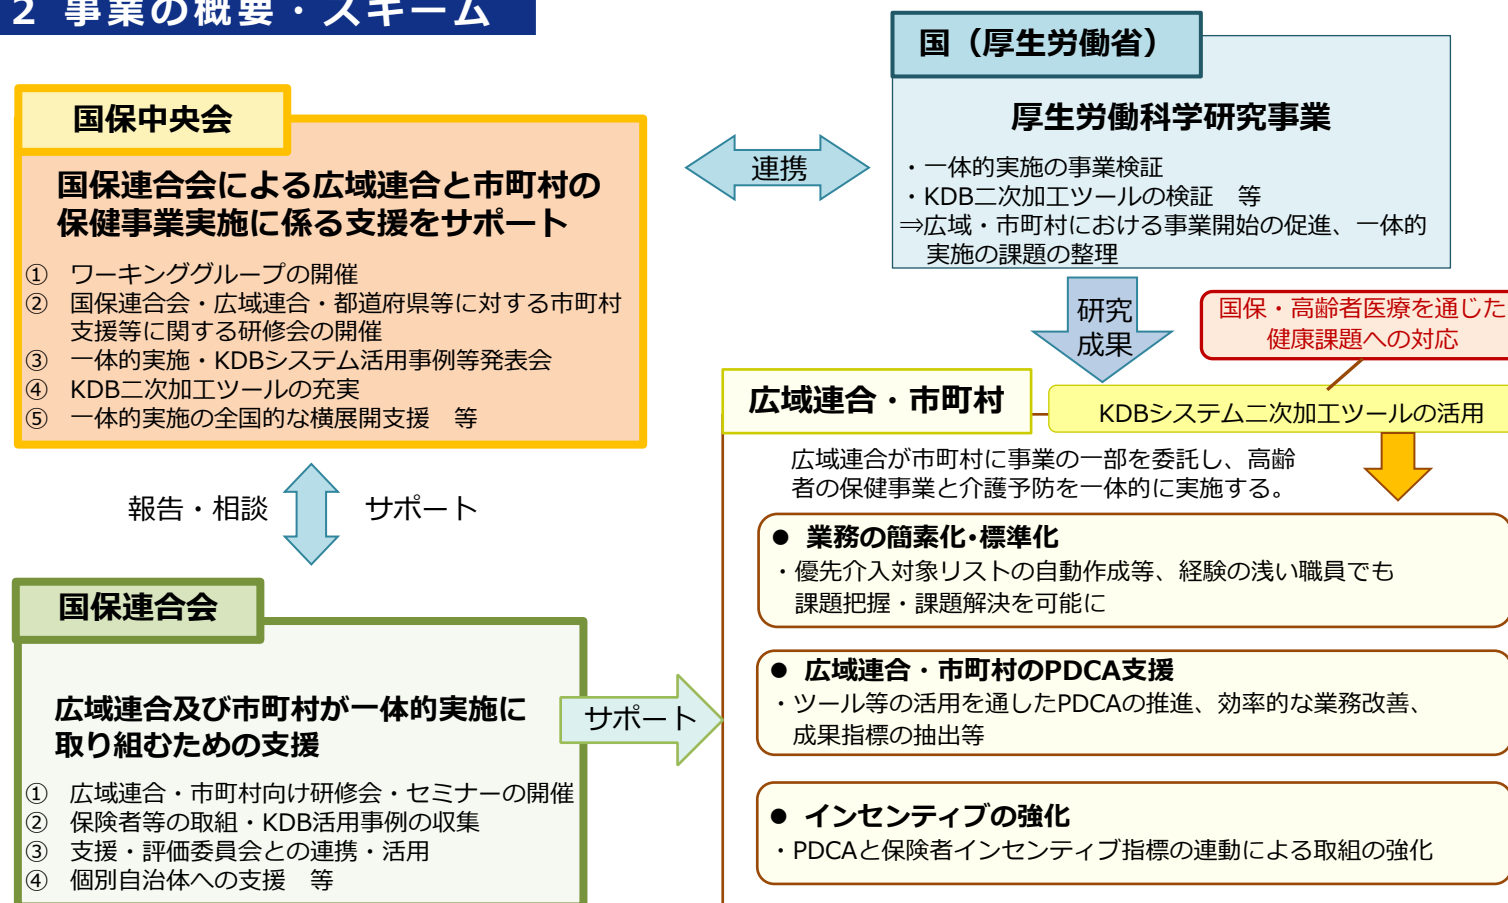 2 事業の概要・スキーム
国保中央会
国保連合会による広域連合と市町村の
保健事業実施に係る支援をサポート
① ワーキンググループの開催
② 国保連合会・広域連合・都道府県等に対する市町村
支援等に関する研修会の開催
③ 一体的実施・KDBシステム活用事例等発表会
④ KDB二次加工ツールの充実
⑤ 一体的実施の全国的な横展開支援 等
連携
国（厚生労働省）
厚生労働科学研究事業
・一体的実施の事業検証
・KDB二次加工ツールの検証 等
⇒広域・市町村における事業開始の促進、一体的
実施の課題の整理
研究
成果
国保・高齢者医療を通じた
健康課題への対応
報告・相談
サポート
国保連合会
広域連合及び市町村が一体的実施に
取り組むための支援
① 広域連合・市町村向け研修会・セミナーの開催
② 保険者等の取組・KDB活用事例の収集
③ 支援・評価委員会との連携・活用
④ 個別自治体への支援 等
サポート
広域連合・市町村
KDBシステム二次加工ツールの活用
広域連合が市町村に事業の一部を委託し、高齢
者の保健事業と介護予防を一体的に実施する。
● 業務の簡素化･標準化
・優先介入対象リストの自動作成等、経験の浅い職員でも
課題把握・課題解決を可能に
● 広域連合・市町村のPDCA支援
・ツール等の活用を通したPDCAの推進、効率的な業務改善、
成果指標の抽出等
● インセンティブの強化
・PDCAと保険者インセンティブ指標の連動による取組の強化